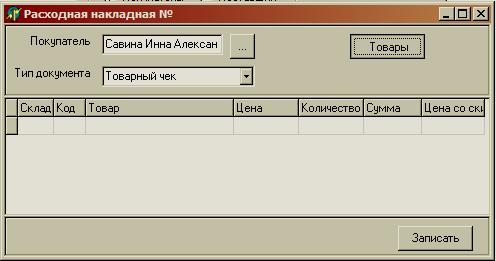 Расходная накладная №
Покупатель Савина Инна Алексан ... Товары
Тип документа Товарный чек
Склад Код Товар Цена Количество Сумма Цена со ски
Записать